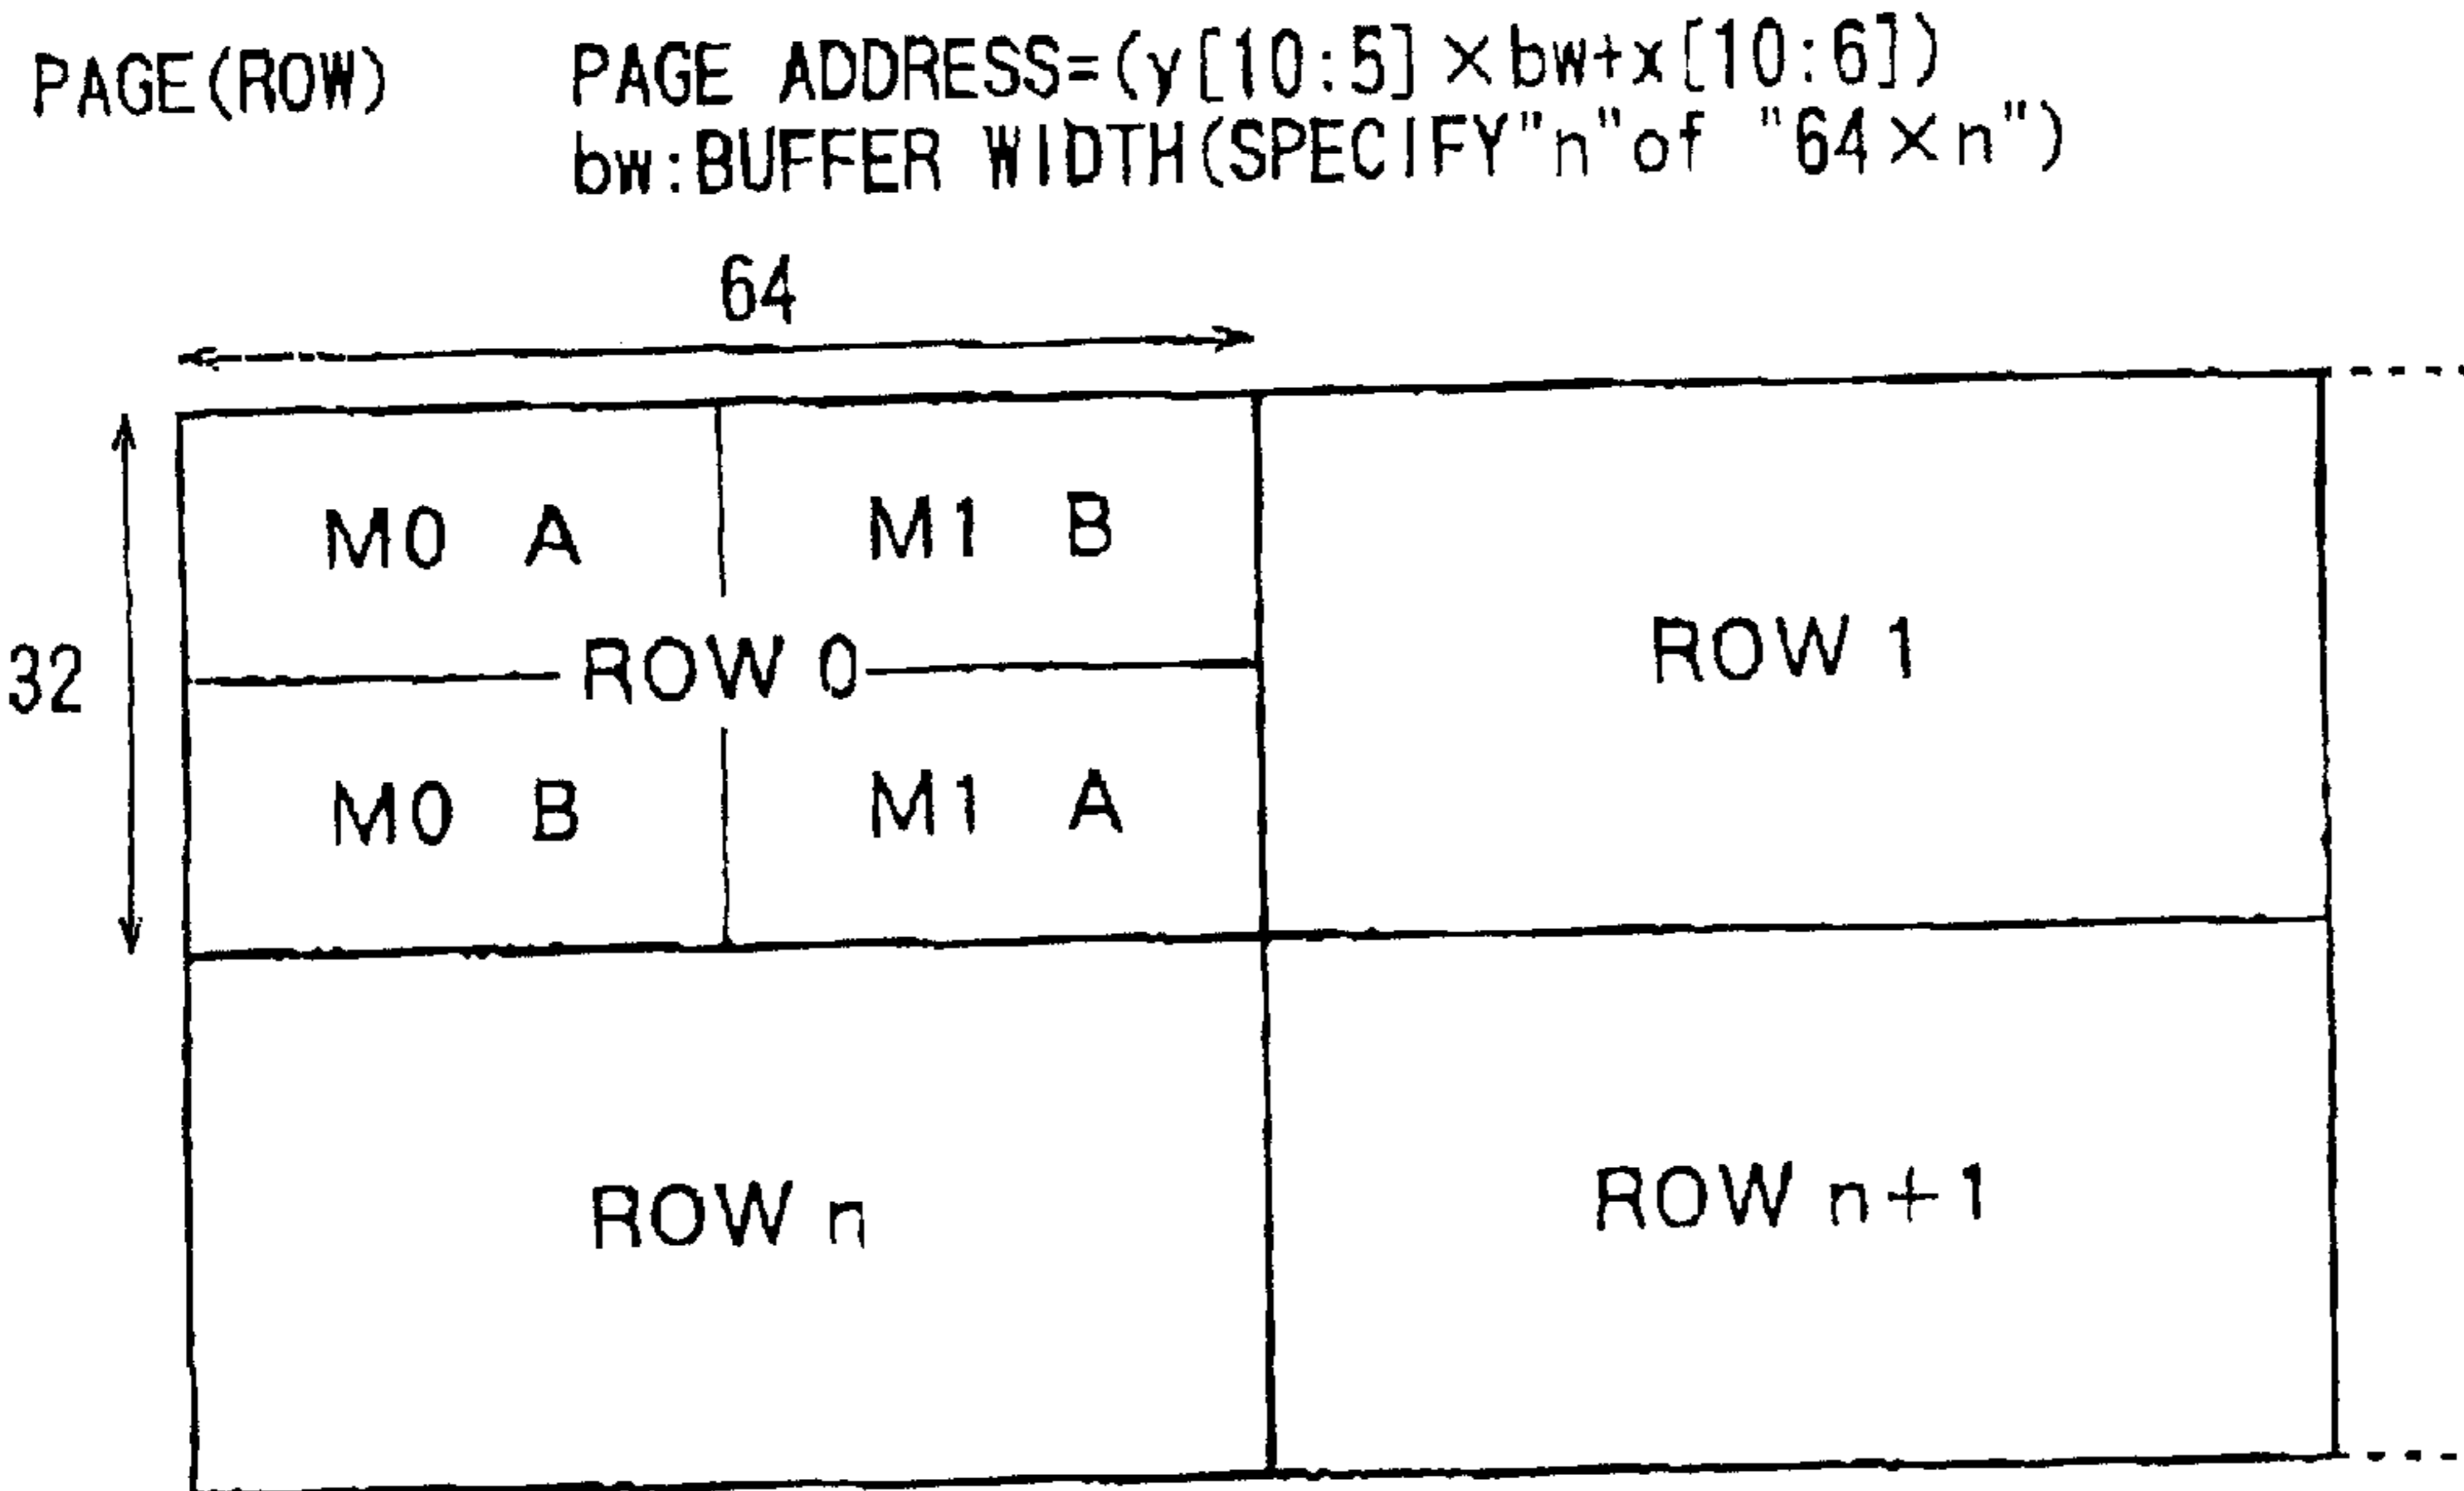 PAGE(ROW) PAGE ADDRESS=(y[10:5]×bw+x[10:6])
bw:BUFFER WIDTH(SPECIFY"n"of "64×n")
64
M0 A M1 B
32 ROW 0 ROW 1
M0 B M1 A
ROW n ROW n+1